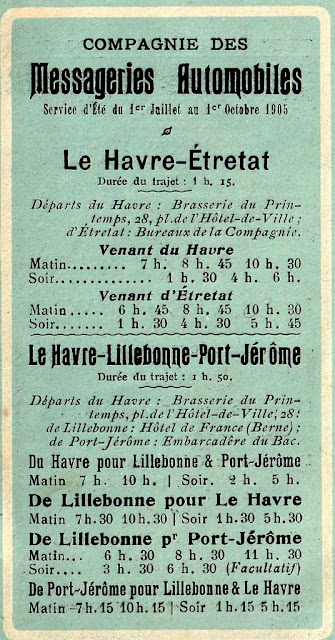 COMPAGNIE DES
Messageries Automobiles
Service d'Été du 1er Juillet au 1er Octobre 1905
Le Havre-Étretat
Durée du trajet : 1 h. 15.
Départs du Havre : Brasserie du Prin-
temps, 28, pl. de l'Hôtel-de-Ville ;
d'Étretat : Bureaux de la Compagnie.
Venant du Havre
Matin......... 7 h. 8 h. 45 10 h. 30
Soir.............. 1 h. 30 4 h. 6 h.
Venant d'Étretat
Matin...... 6 h. 45 8 h. 45 10 h. 30
Soir....... 1 h. 30 4 h. 30 5 h. 45
Le Havre-Lillebonne-Port-Jérôme
Durée du trajet : 1 h. 50.
Départs du Havre : Brasserie du Prin-
temps, pl. de l'Hôtel-de-Ville, 28 :
de Lillebonne : Hôtel de France (Berne) ;
de Port-Jérôme : Embarcadère du Bac.
Du Havre pour Lillebonne & Port-Jérôme
Matin 7 h. 10 h. | Soir. 2 h. 5 h.
De Lillebonne pour Le Havre
Matin 7 h. 30 10 h. 30 | Soir 1 h. 30 5 h. 30
De Lillebonne pr Port-Jérôme
Matin... 6 h. 30 8 h. 30 11 h. 30
Soir.... 3 h. 30 6 h. 30 (Facultatif)
De Port-Jérôme pour Lillebonne & Le Havre
Matin 7 h. 15 10 h. 15 | Soir 1 h. 15 5 h. 15